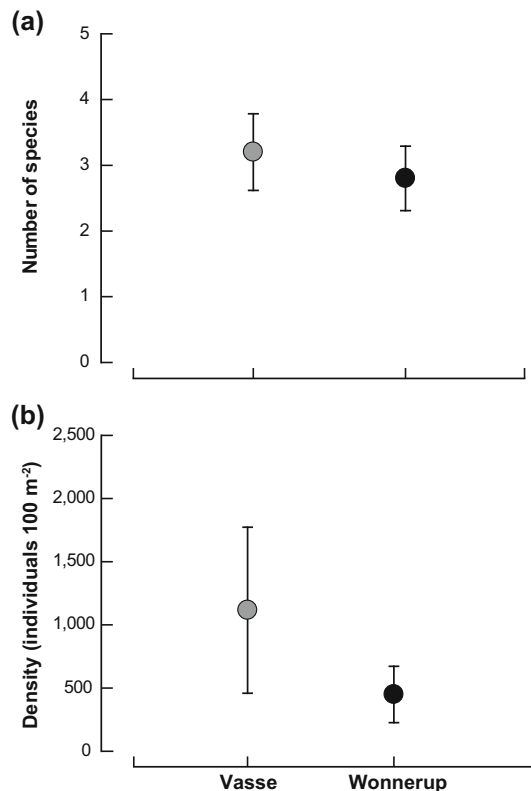 (a)
5
4
3
2
1
0
Number of species
(b)
2,500
2,000
1,500
1,000
500
0
Density (individuals 100 m⁻²)
Vasse Wonnerup